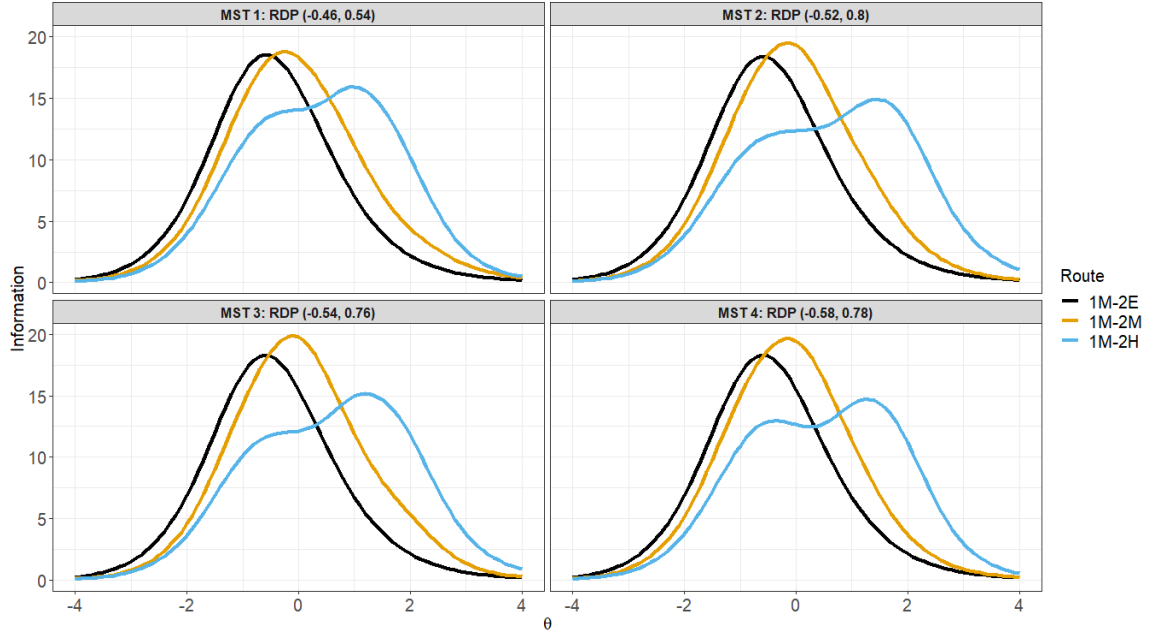 MST 1: RDP (-0.46, 0.54)
MST 2: RDP (-0.52, 0.8)
20
15
10
5
0
MST 3: RDP (-0.54, 0.76)
MST 4: RDP (-0.58, 0.78)
20
15
10
5
0
-4 -2 0 2 4
-4 -2 0 2 4
θ
Information
Route
1M-2E
1M-2M
1M-2H